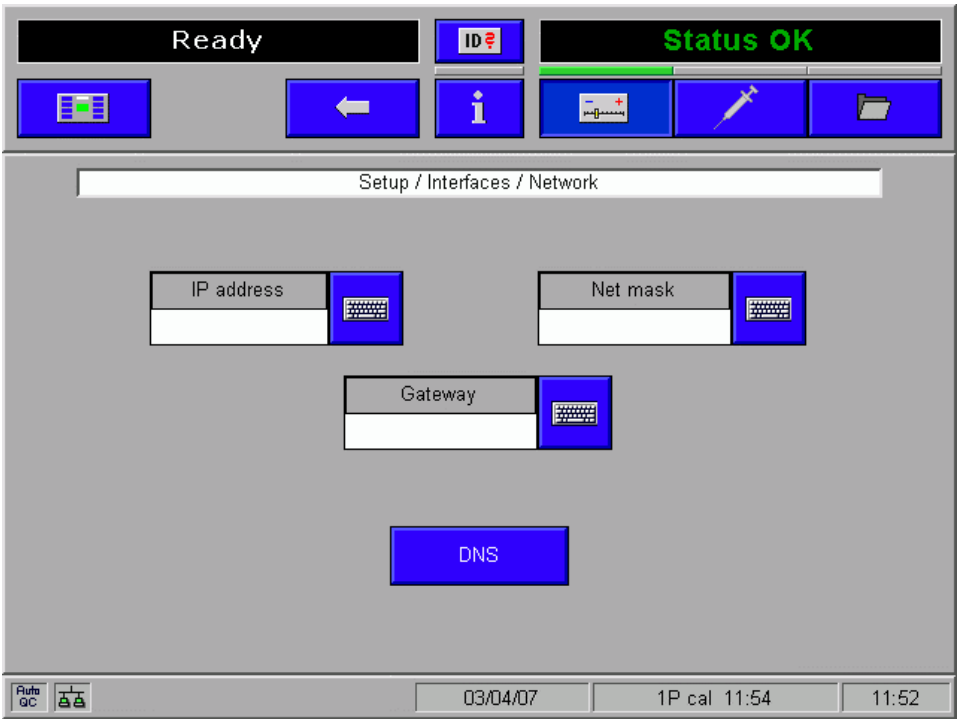 Ready
ID?
Status OK
i
- +
Setup / Interfaces / Network
IP address
Net mask
Gateway
DNS
Auto
QC
03/04/07
1P cal 11:54
11:52